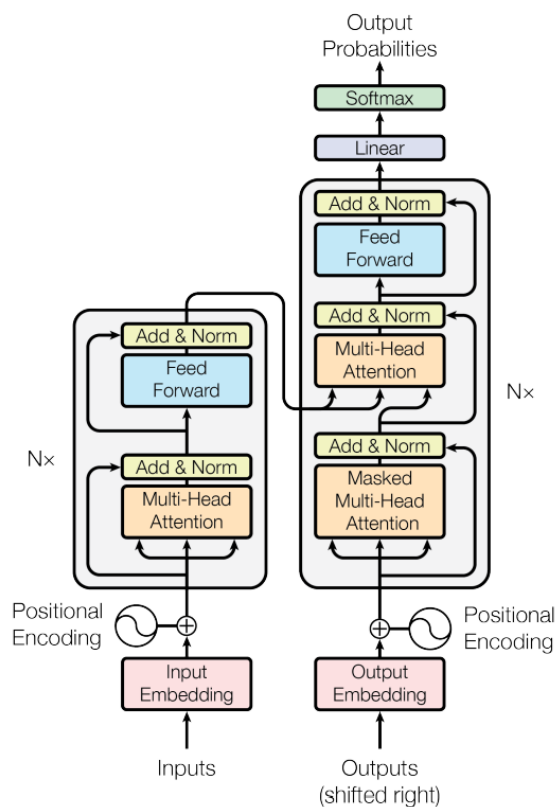 Output
Probabilities
Softmax
Linear
Add & Norm
Feed
Forward
Add & Norm
Multi-Head
Attention
Add & Norm
Masked
Multi-Head
Attention
N×
Add & Norm
Feed
Forward
Add & Norm
Multi-Head
Attention
N×
Positional
Encoding
Positional
Encoding
Input
Embedding
Output
Embedding
Inputs
Outputs
(shifted right)